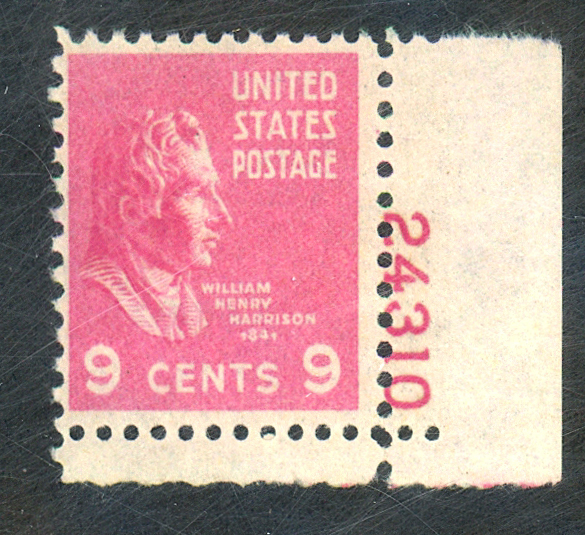 UNITED
STATES
POSTAGE
WILLIAM
HENRY
HARRISON
1841
9 CENTS 9
24310